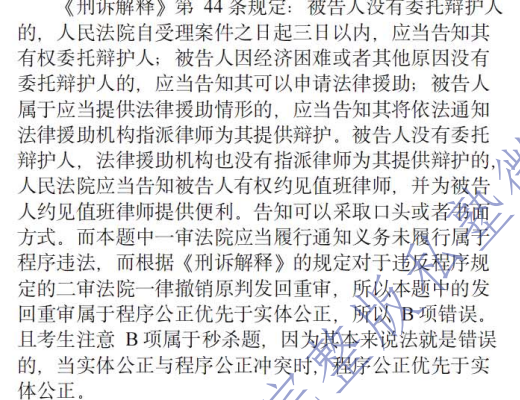 《刑诉解释》第 44 条规定：被告人没有委托辩护人
的，人民法院自受理案件之日起三日以内，应当告知其
有权委托辩护人；被告人因经济困难或者其他原因没有
委托辩护人的，应当告知其可以申请法律援助；被告人
属于应当提供法律援助情形的，应当告知其将依法通知
法律援助机构指派律师为其提供辩护。被告人没有委托
辩护人，法律援助机构也没有指派律师为其提供辩护的，
人民法院应当告知被告人有权约见值班律师，并为被告
人约见值班律师提供便利。告知可以采取口头或者书面
方式。而本题中一审法院应当履行通知义务未履行属于
程序违法，而根据《刑诉解释》的规定对于违反程序规
定的二审法院一律撤销原判发回重审，所以本题中的发
回重审属于程序公正优先于实体公正，所以 B 项错误。
且考生注意 B 项属于秒杀题，因为其本来说法就是错误
的，当实体公正与程序公正冲突时，程序公正优先于实
体公正。
完整版私塾